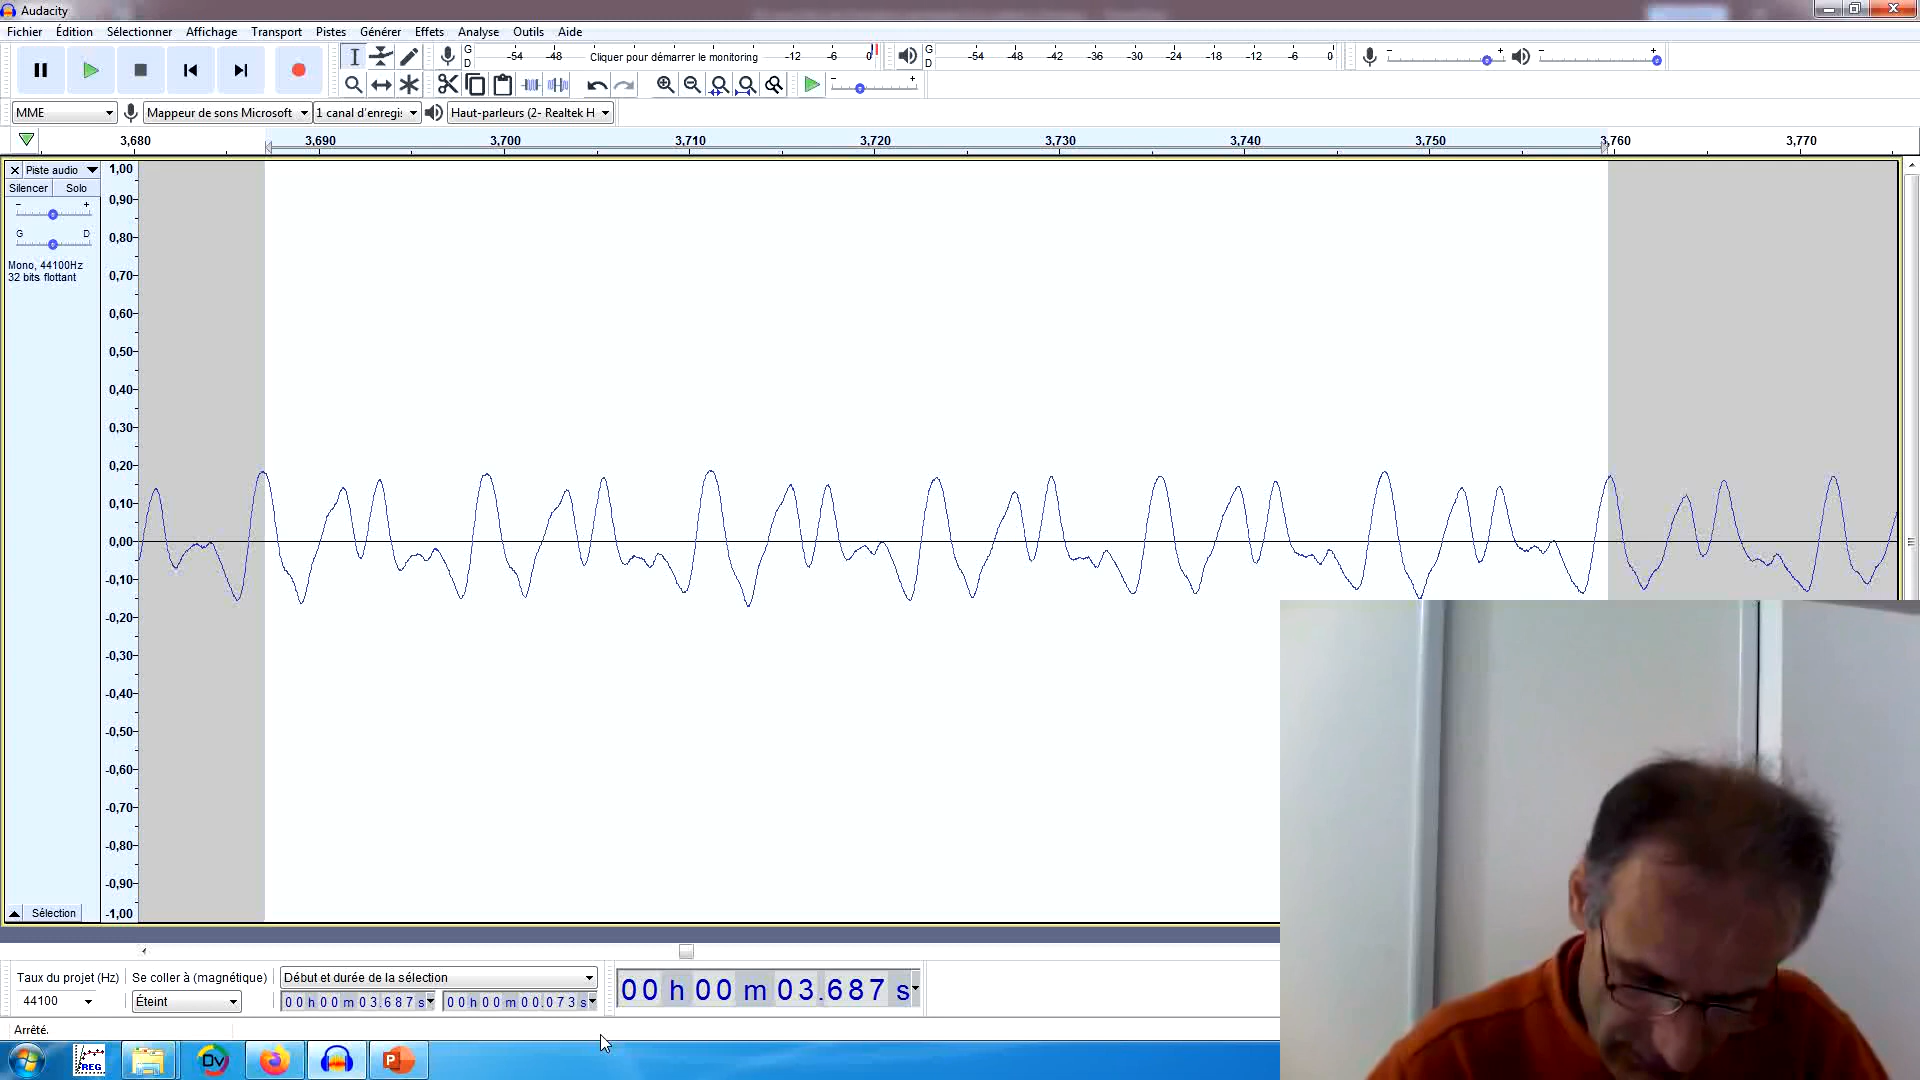 Audacity
Fichier Édition Sélectionner Affichage Transport Pistes Générer Effets Analyse Outils Aide
G D -54 -48 Cliquer pour démarrer le monitoring -12 -6 0 G D -54 -48 -42 -36 -30 -24 -18 -12 -6 0 - + - +
- +
MME Mappeur de sons Microsoft 1 canal d'enregi: Haut-parleurs (2- Realtek H
3,680 3,690 3,700 3,710 3,720 3,730 3,740 3,750 3,760 3,770
Piste audio
Silencer Solo
- +
G D
Mono, 44100Hz
32 bits flottant
1,00
0,90
0,80
0,70
0,60
0,50
0,40
0,30
0,20
0,10
0,00
-0,10
-0,20
-0,30
-0,40
-0,50
-0,60
-0,70
-0,80
-0,90
-1,00
Sélection
Taux du projet (Hz) Se coller à (magnétique) Début et durée de la sélection
44100 Éteint 00 h 00 m 03.687 s 00 h 00 m 00.073 s 00 h 00 m 03.687 s
Arrêté.
REG Dv P